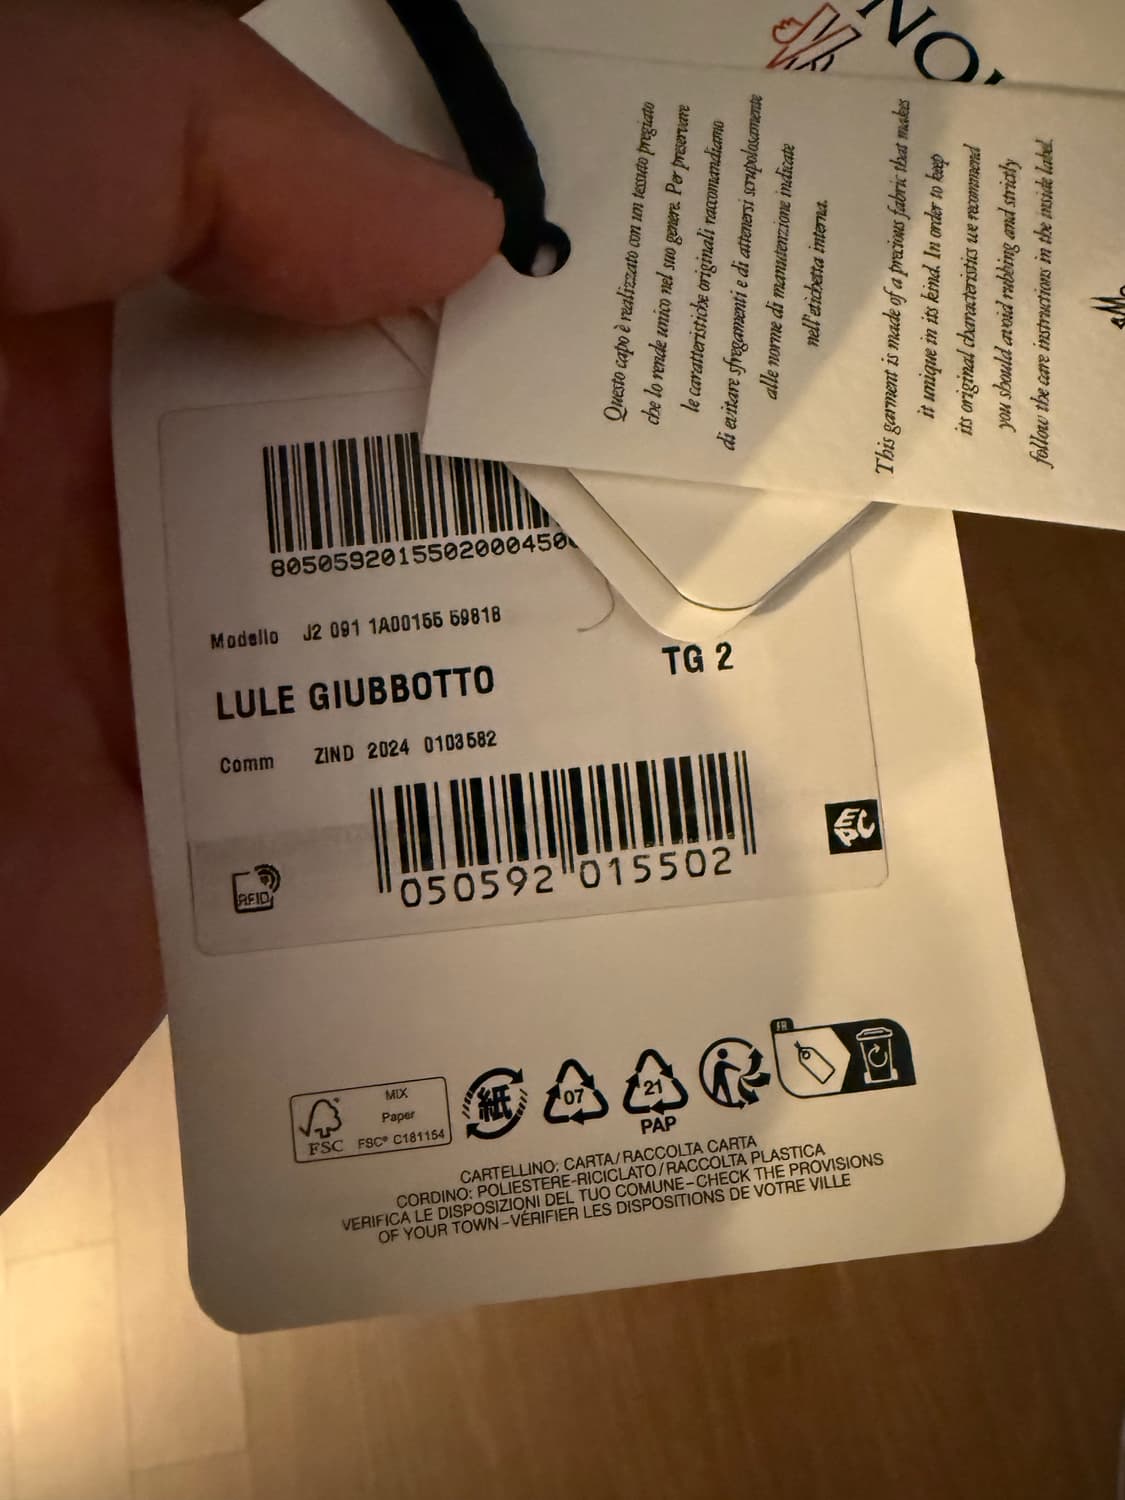 Questo capo è realizzato con un tessuto pregiato
che lo rende unico nel suo genere. Per preservare
le caratteristiche originali raccomandiamo
di evitare sfregamenti e di attenersi scrupolosamente
alle norme di manutenzione indicate
nell'etichetta interna.
This garment is made of a precious fabric that makes
it unique in its kind. In order to keep
its original characteristics we recommend
you should avoid rubbing and strictly
follow the care instructions in the inside label.
Modello J2 091 1A00155 59818
LULE GIUBBOTTO TG 2
Comm ZIND 2024 0103582
050592 015502
RFID
EPC
MIX
Paper
FSC FSC® C181154
紙
07
21
PAP
FR
CARTELLINO: CARTA/RACCOLTA CARTA
CORDINO: POLIESTERE-RICICLATO/RACCOLTA PLASTICA
VERIFICA LE DISPOSIZIONI DEL TUO COMUNE-CHECK THE PROVISIONS
OF YOUR TOWN-VÉRIFIER LES DISPOSITIONS DE VOTRE VILLE